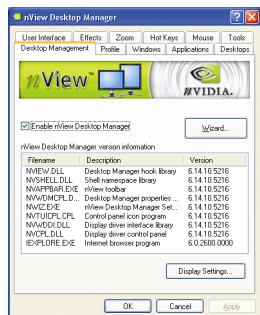 nView Desktop Manager
User Interface Effects Zoom Hot Keys Mouse Tools
Desktop Management Profile Windows Applications Desktops
nView™ NVIDIA.
Enable nView Desktop Manager
Wizard...
nView Desktop Manager version information
Filename Description Version
NVIEW.DLL Desktop Manager hook library 6.14.10.5216
NVSHELL.DLL Shell namespace library 6.14.10.5216
NVAPPBAR.EXE nView toolbar 6.14.10.5216
NVWDMCPL.D... Desktop Manager properties ... 6.14.10.5216
NWIZ.EXE nView Desktop Manager Set... 6.14.10.5216
NVTUICPL.CPL Control panel icon program 6.14.10.5216
NVWDDI.DLL Display driver interface library 6.14.10.5216
NVCPL.DLL Display driver control panel 6.14.10.5216
IEXPLORE.EXE Internet browser program 6.0.2600.0000
Display Settings...
OK Cancel Apply